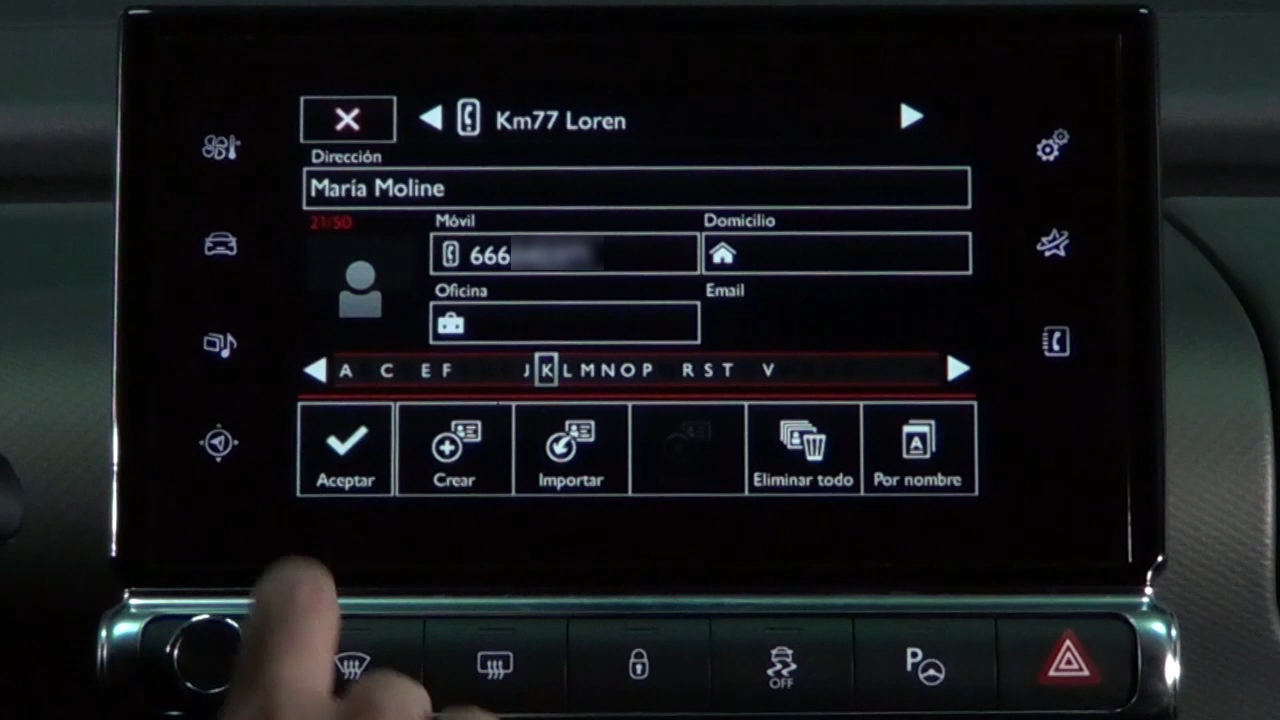 Km77 Loren
Dirección
María Moline
21/50
Móvil
Domicilio
666
Oficina
Email
A C E F J K L M N O P R S T V
Aceptar
Crear
Importar
Eliminar todo
Por nombre
A
OFF
P